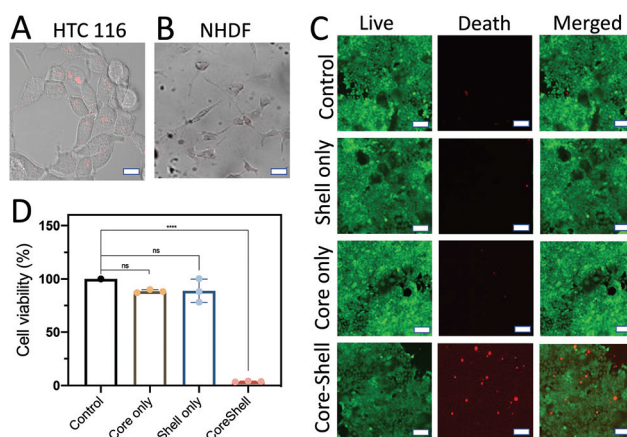 A
HTC 116
B
NHDF
C
Live
Death
Merged
Control
Shell only
Core only
Core-Shell
D
Cell viability (%)
150
100
50
0
****
ns
ns
Control
Core only
Shell only
CoreShell